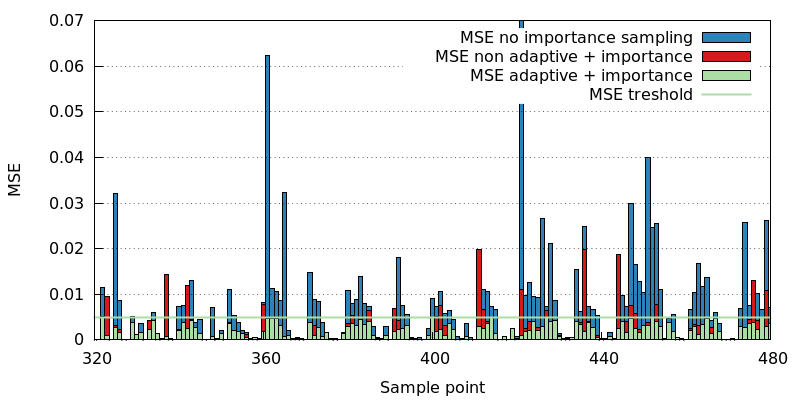 0.07
0.06
0.05
0.04
0.03
0.02
0.01
0
MSE
MSE no importance sampling
MSE non adaptive + importance
MSE adaptive + importance
MSE treshold
320 360 400 440 480
Sample point